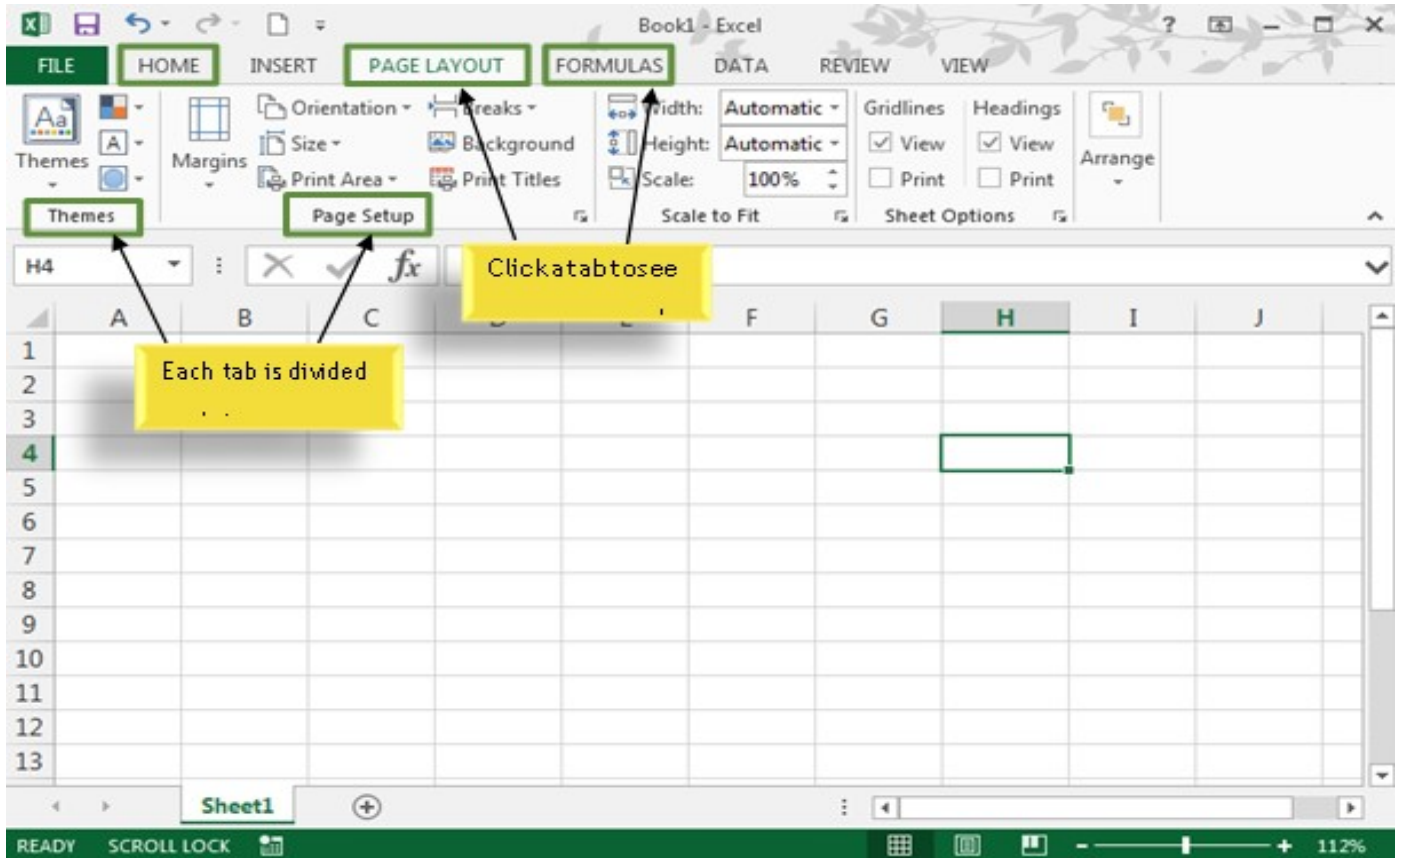 Book1 - Excel
?
FILE HOME INSERT PAGE LAYOUT FORMULAS DATA REVIEW VIEW
Themes
Margins
Orientation
Size
Print Area
Breaks
Background
Print Titles
Width: Automatic
Height: Automatic
Scale: 100%
Gridlines
View
Print
Headings
View
Print
Arrange
Themes Page Setup Scale to Fit Sheet Options
H4 fx
Clickatabtosee
A B C F G H I J
Each tab is divided
1
2
3
4
5
6
7
8
9
10
11
12
13
Sheet1
READY SCROLL LOCK 112%